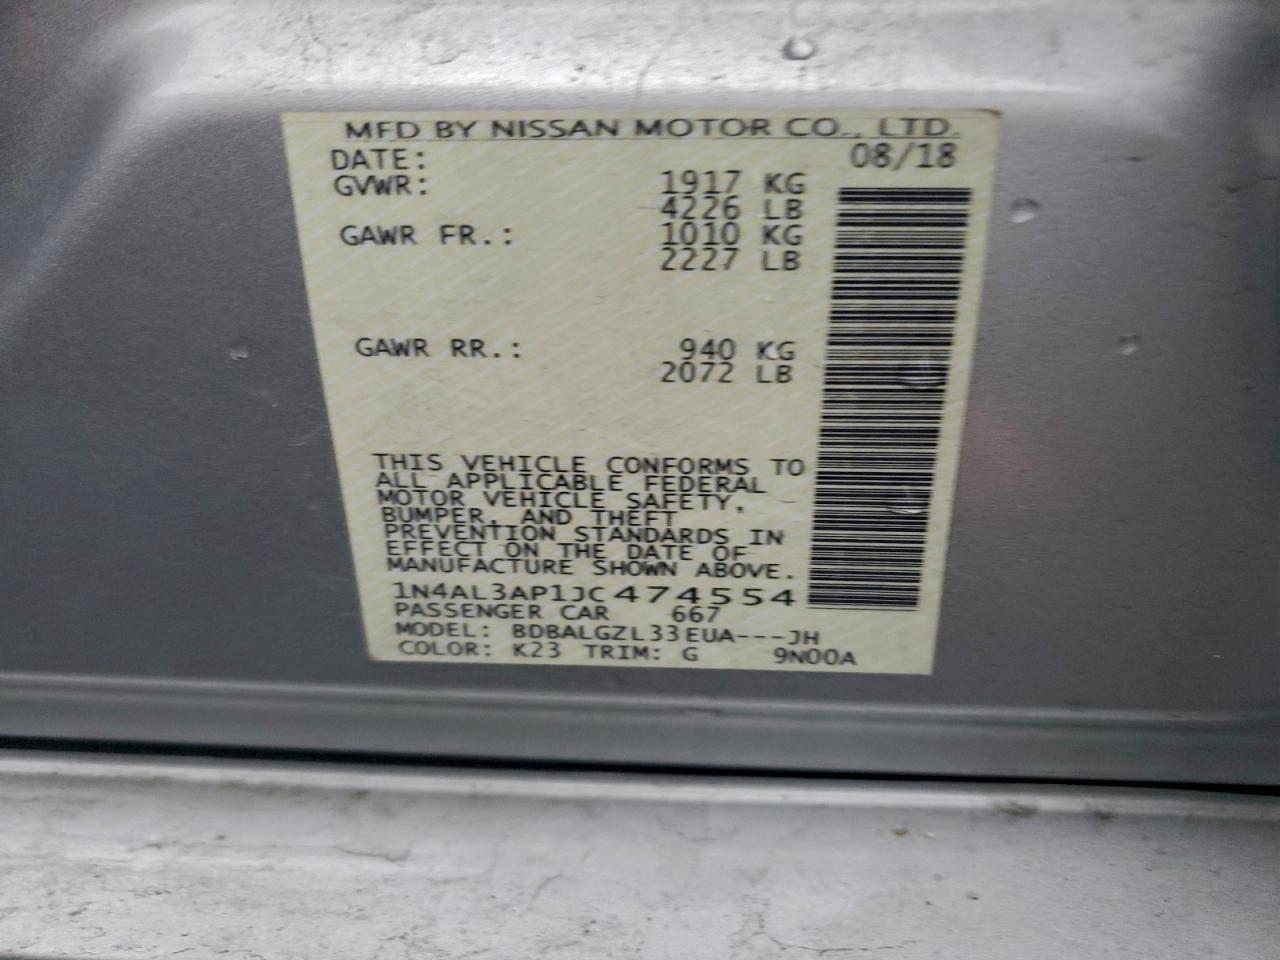 MFD BY NISSAN MOTOR CO., LTD.
DATE: 08/18
GVWR: 1917 KG
4226 LB
GAWR FR.: 1010 KG
2227 LB
GAWR RR.: 940 KG
2072 LB
THIS VEHICLE CONFORMS TO
ALL APPLICABLE FEDERAL
MOTOR VEHICLE SAFETY,
BUMPER, AND THEFT
PREVENTION STANDARDS IN
EFFECT ON THE DATE OF
MANUFACTURE SHOWN ABOVE.
1N4AL3AP1JC474554
PASSENGER CAR 667
MODEL: BDBALGZL33EUA---JH
COLOR: K23 TRIM: G 9N00A